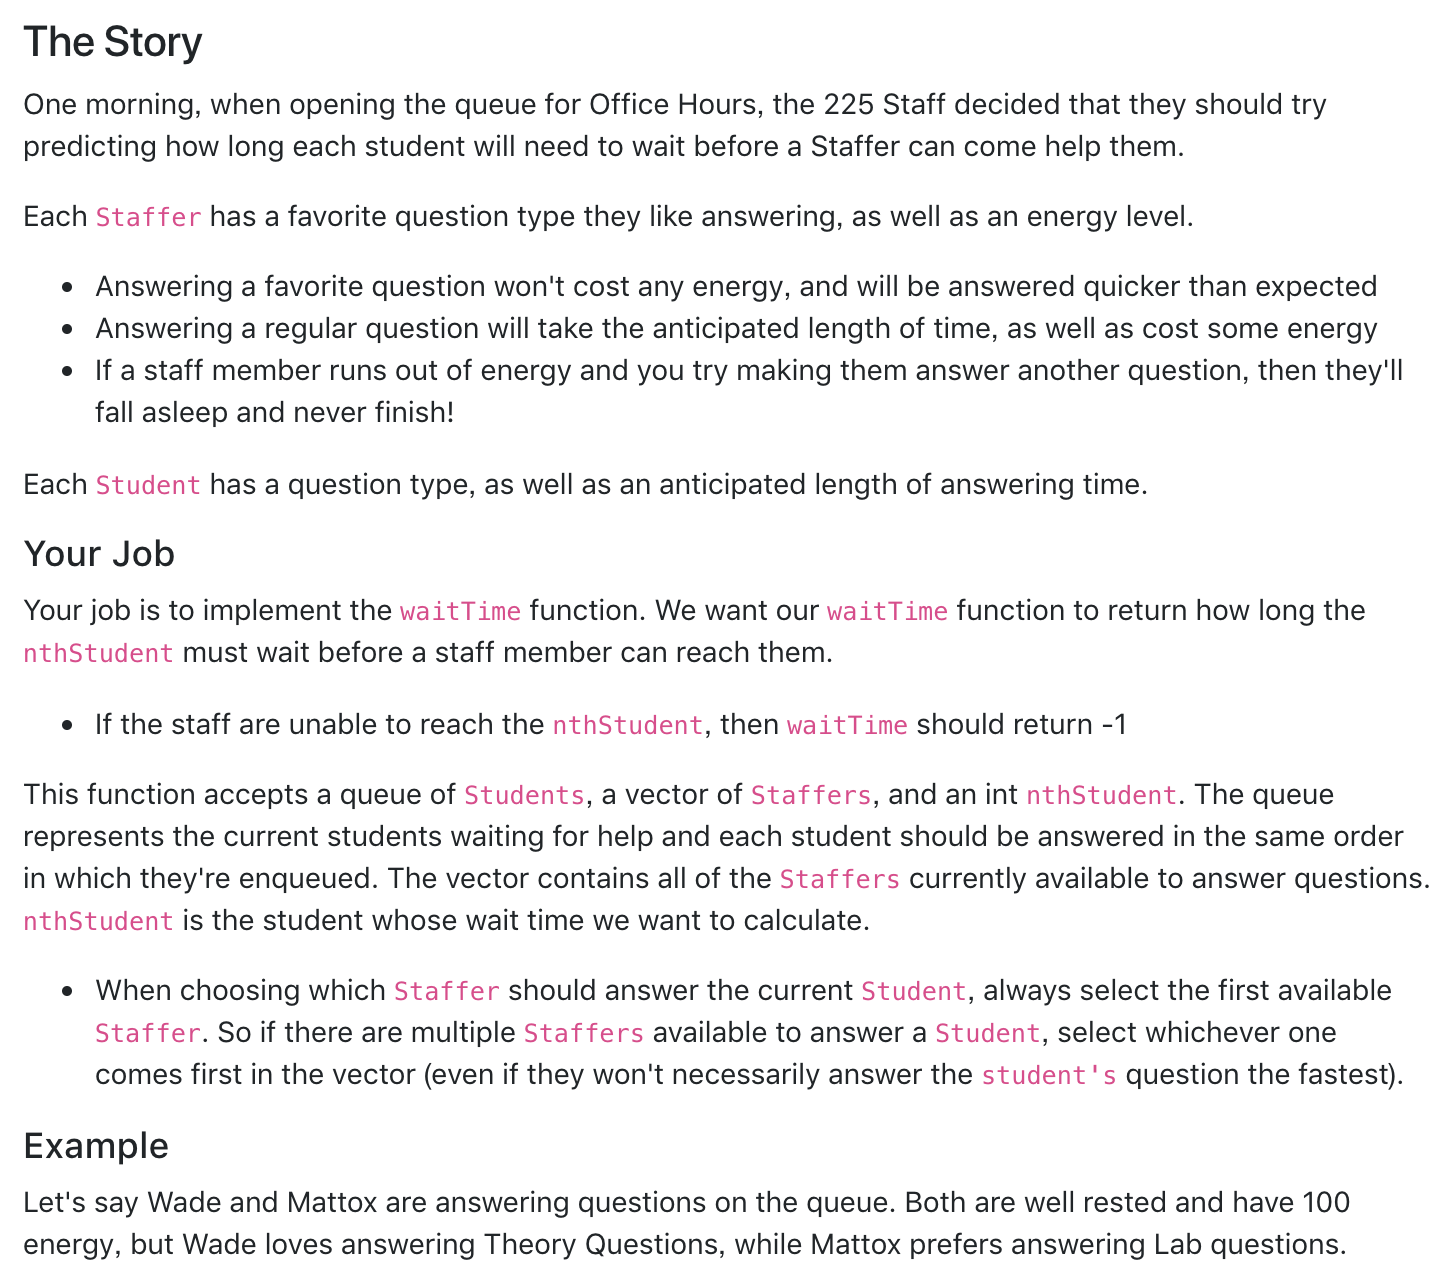 The Story
One morning, when opening the queue for Office Hours, the 225 Staff decided that they should try
predicting how long each student will need to wait before a Staffer can come help them.
Each Staffer has a favorite question type they like answering, as well as an energy level.
• Answering a favorite question won't cost any energy, and will be answered quicker than expected
• Answering a regular question will take the anticipated length of time, as well as cost some energy
• If a staff member runs out of energy and you try making them answer another question, then they'll
fall asleep and never finish!
Each Student has a question type, as well as an anticipated length of answering time.
Your Job
Your job is to implement the waitTime function. We want our waitTime function to return how long the
nthStudent must wait before a staff member can reach them.
• If the staff are unable to reach the nthStudent, then waitTime should return -1
This function accepts a queue of Students, a vector of Staffers, and an int nthStudent. The queue
represents the current students waiting for help and each student should be answered in the same order
in which they're enqueued. The vector contains all of the Staffers currently available to answer questions.
nthStudent is the student whose wait time we want to calculate.
• When choosing which Staffer should answer the current Student, always select the first available
Staffer. So if there are multiple Staffers available to answer a Student, select whichever one
comes first in the vector (even if they won't necessarily answer the student's question the fastest).
Example
Let's say Wade and Mattox are answering questions on the queue. Both are well rested and have 100
energy, but Wade loves answering Theory Questions, while Mattox prefers answering Lab questions.